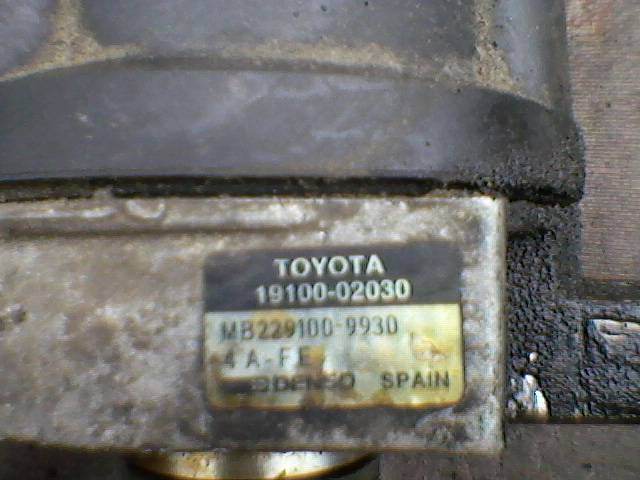 TOYOTA
19100-02030
MB229100-9930
4A-FE
DENSO SPAIN